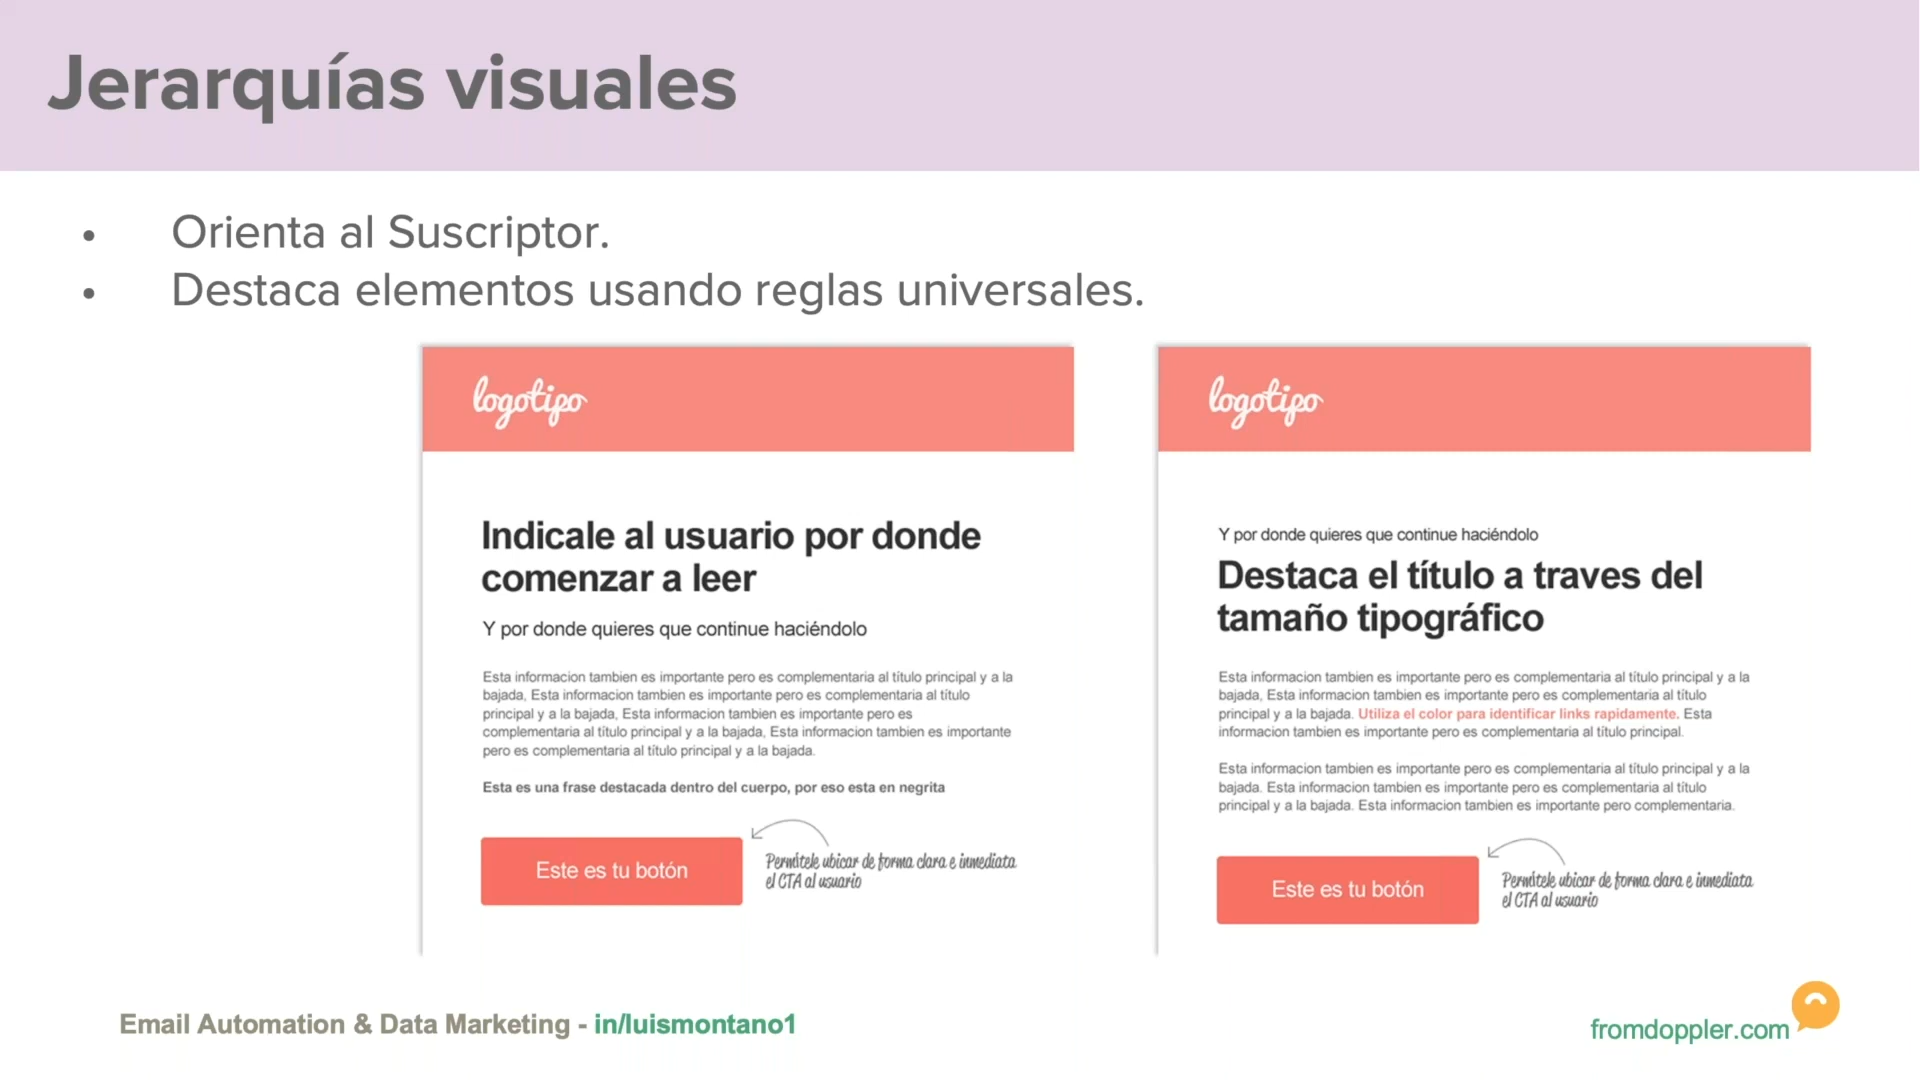 Jerarquías visuales
• Orienta al Suscriptor.
• Destaca elementos usando reglas universales.
logotipo
Indicale al usuario por donde
comenzar a leer
Y por donde quieres que continue haciéndolo
Esta informacion tambien es importante pero es complementaria al título principal y a la
bajada, Esta informacion tambien es importante pero es complementaria al título
principal y a la bajada, Esta informacion tambien es importante pero es
complementaria al título principal y a la bajada, Esta informacion tambien es importante
pero es complementaria al título principal y a la bajada.
Esta es una frase destacada dentro del cuerpo, por eso esta en negrita
Este es tu botón
Permítele ubicar de forma clara e inmediata
el CTA al usuario
logotipo
Y por donde quieres que continue haciéndolo
Destaca el título a traves del
tamaño tipográfico
Esta informacion tambien es importante pero es complementaria al título principal y a la
bajada, Esta informacion tambien es importante pero es complementaria al título
principal y a la bajada. Utiliza el color para identificar links rapidamente. Esta
informacion tambien es importante pero es complementaria al título principal.
Esta informacion tambien es importante pero es complementaria al título principal y a la
bajada. Esta informacion tambien es importante pero es complementaria al título
principal y a la bajada. Esta informacion tambien es importante pero complementaria.
Este es tu botón
Permítele ubicar de forma clara e inmediata
el CTA al usuario
Email Automation & Data Marketing - in/luismontano1
fromdoppler.com